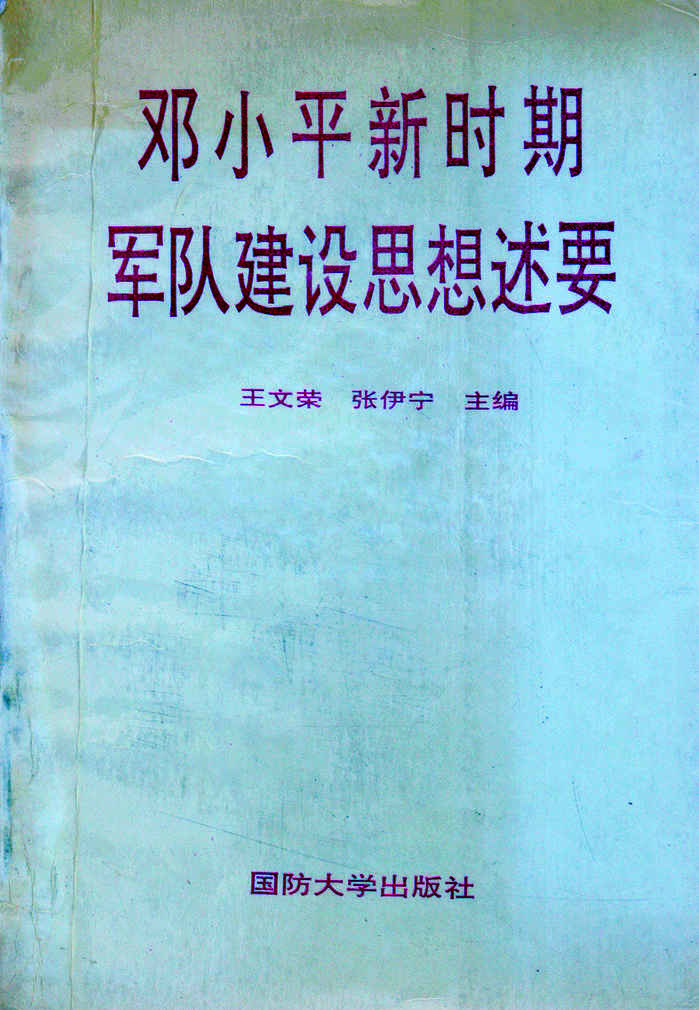 邓小平新时期
军队建设思想述要
王文荣 张伊宁 主编
国防大学出版社